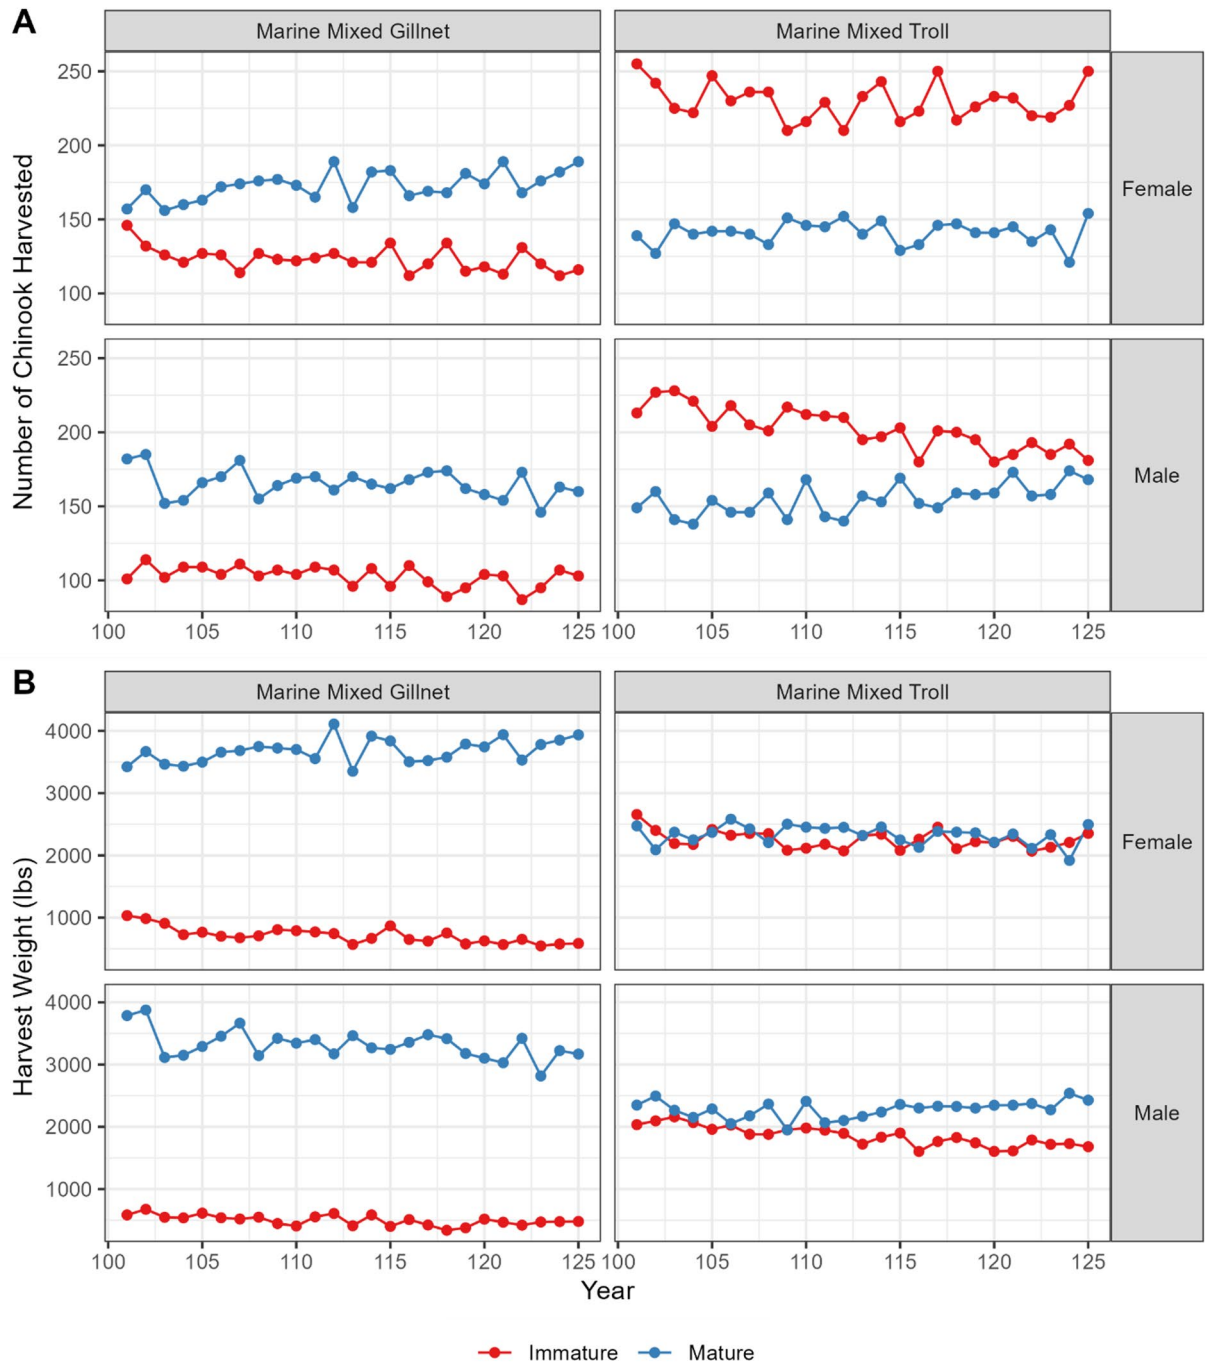 A
Marine Mixed Gillnet
Marine Mixed Troll
Number of Chinook Harvested
250
200
150
100
Female
250
200
150
100
Male
100 105 110 115 120 125
100 105 110 115 120 125
B
Marine Mixed Gillnet
Marine Mixed Troll
Harvest Weight (lbs)
4000
3000
2000
1000
Female
4000
3000
2000
1000
Male
100 105 110 115 120 125
100 105 110 115 120 125
Year
Immature Mature